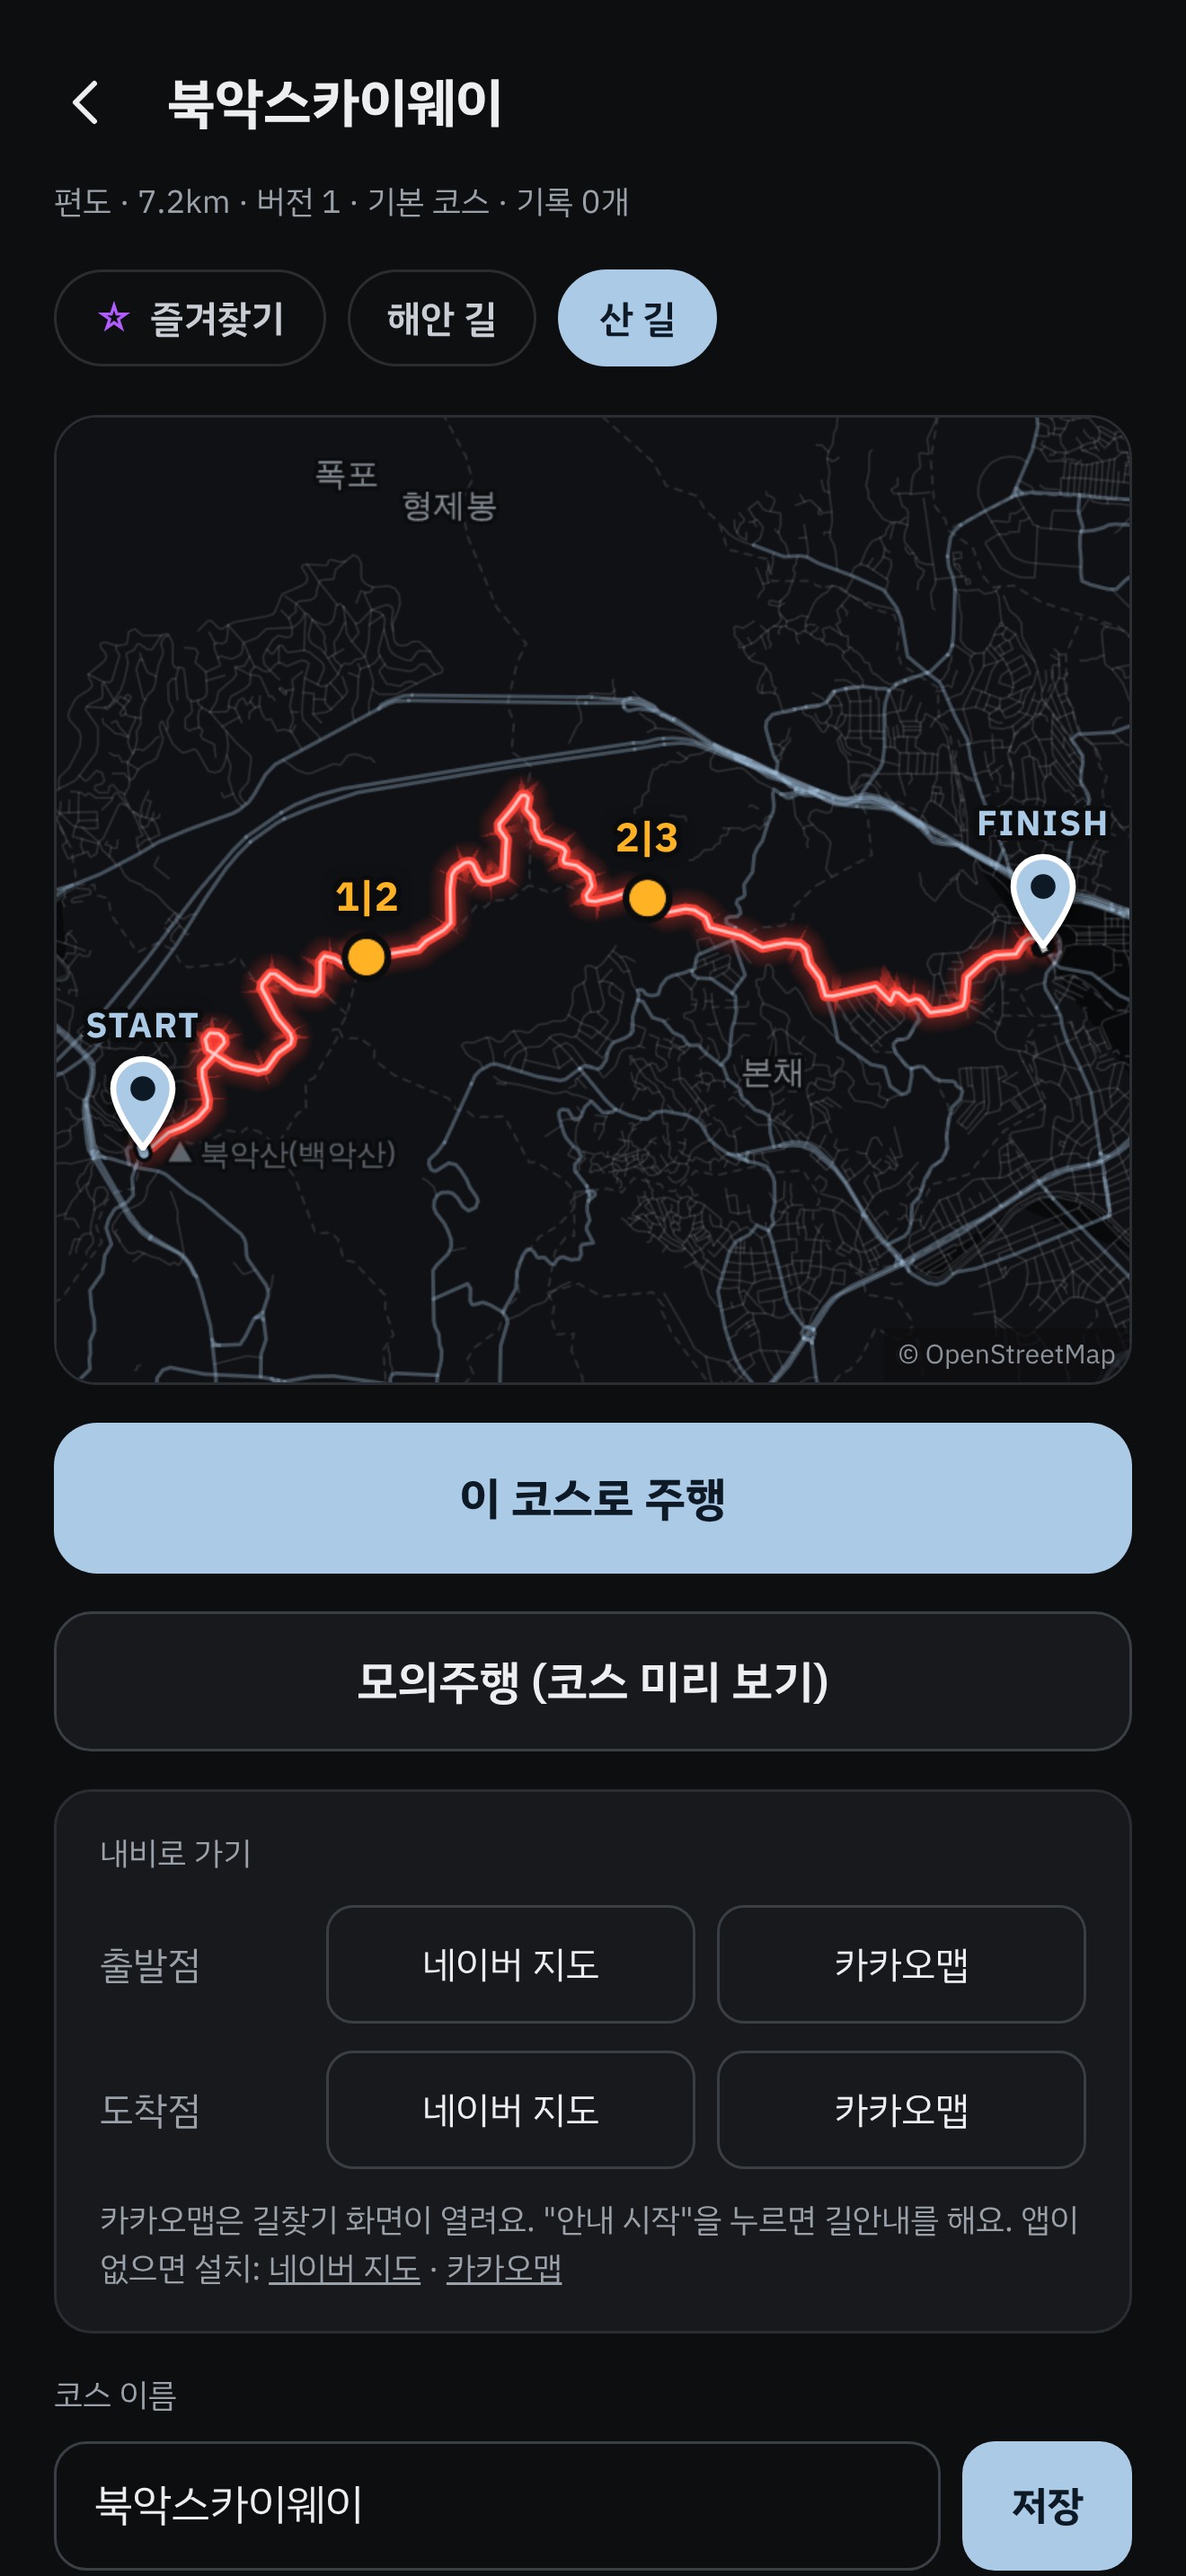 북악스카이웨이
편도 · 7.2km · 버전 1 · 기본 코스 · 기록 0개
☆ 즐겨찾기
해안 길
산 길
폭포
형제봉
FINISH
2|3
1|2
START
본채
북악산(백악산)
© OpenStreetMap
이 코스로 주행
모의주행 (코스 미리 보기)
내비로 가기
출발점
네이버 지도
카카오맵
도착점
네이버 지도
카카오맵
카카오맵은 길찾기 화면이 열려요. "안내 시작"을 누르면 길안내를 해요. 앱이
없으면 설치: 네이버 지도 · 카카오맵
코스 이름
북악스카이웨이
저장